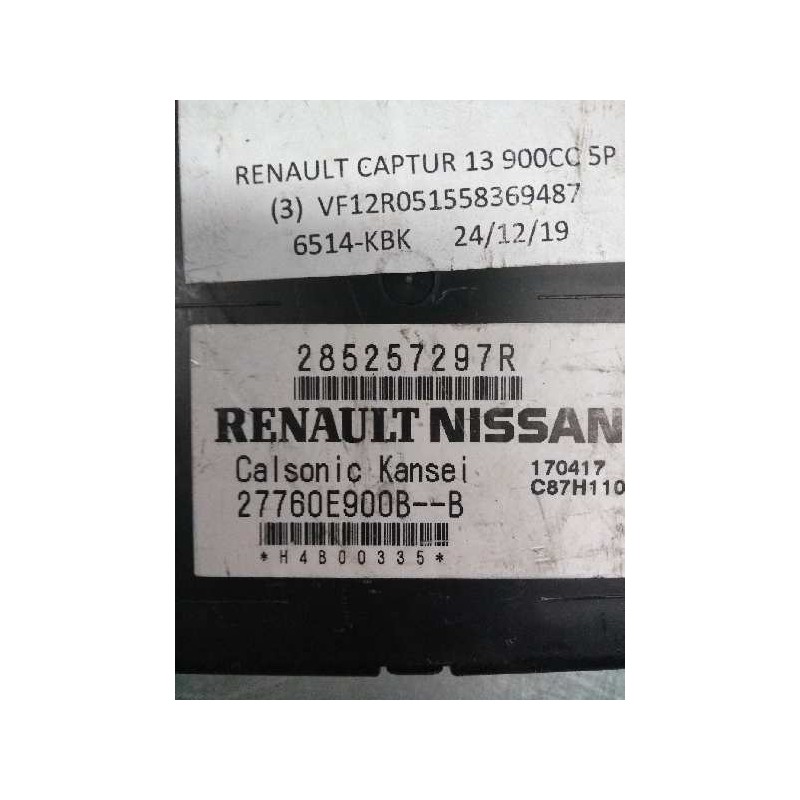 RENAULT CAPTUR 13 900CC 5P
(3) VF12R051558369487
6514-KBK 24/12/19
285257297R
RENAULT NISSAN
Calsonic Kansei 170417
C87H110
27760E900B--B
*H4B00335*